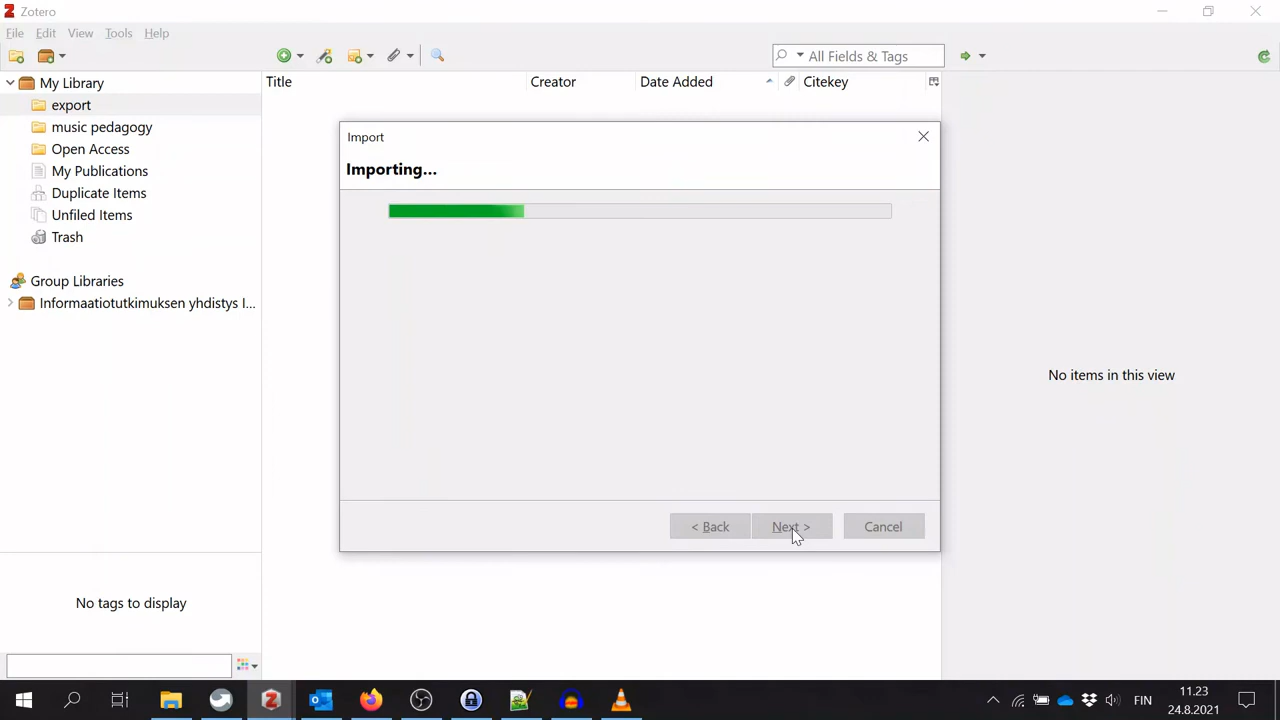 Zotero
File Edit View Tools Help
All Fields & Tags
My Library
export
music pedagogy
Open Access
My Publications
Duplicate Items
Unfiled Items
Trash
Group Libraries
Informaatiotutkimuksen yhdistys I...
No tags to display
Title Creator Date Added Citekey
Import
Importing...
< Back Next > Cancel
No items in this view
FIN
11.23
24.8.2021